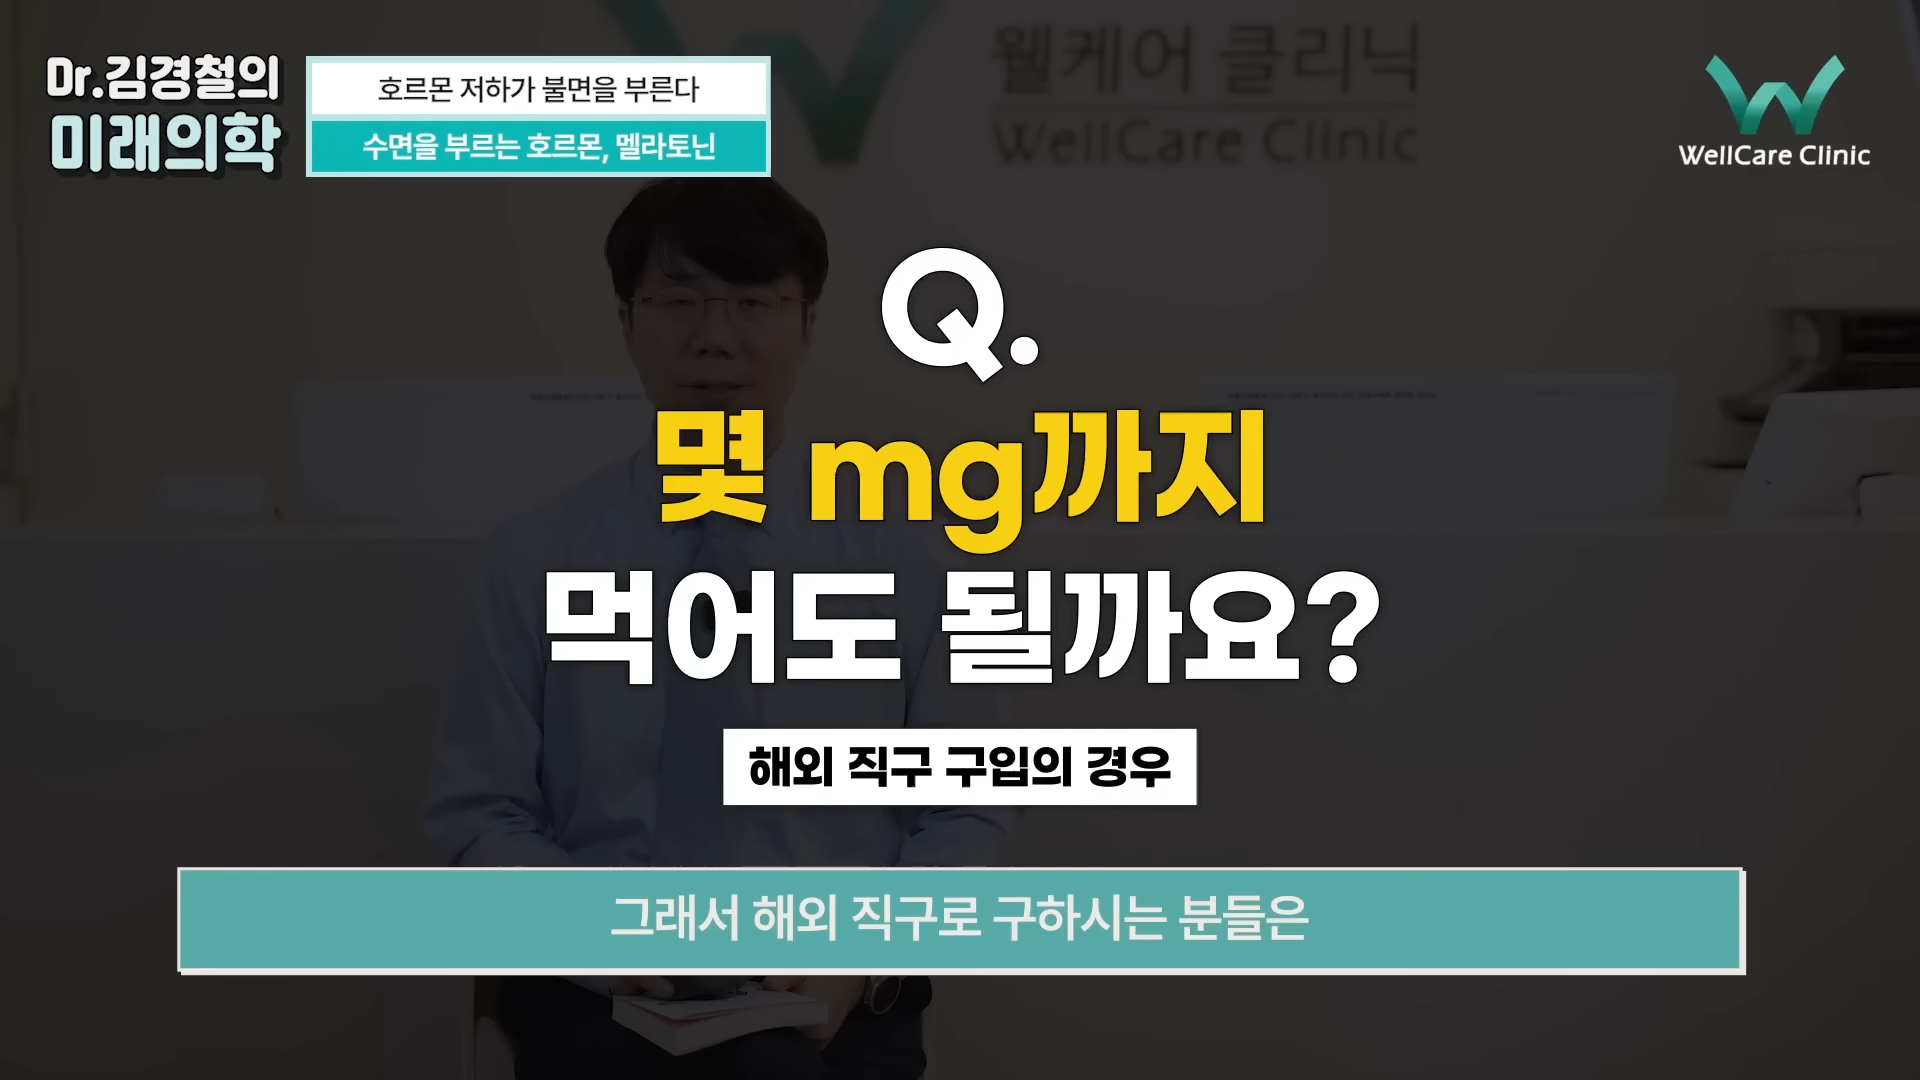 Dr.김경철의
미래의학
호르몬 저하가 불면을 부른다
수면을 부르는 호르몬, 멜라토닌
웰케어 클리닉
WellCare Clinic
WellCare Clinic
Q.
몇 mg까지
먹어도 될까요?
해외 직구 구입의 경우
그래서 해외 직구로 구하시는 분들은